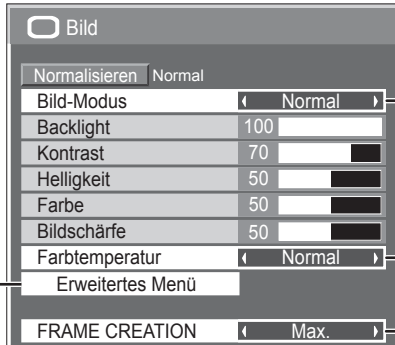 Bild
Normalisieren Normal
Bild-Modus Normal
Backlight 100
Kontrast 70
Helligkeit 50
Farbe 50
Bildschärfe 50
Farbtemperatur Normal
Erweitertes Menü
FRAME CREATION Max.